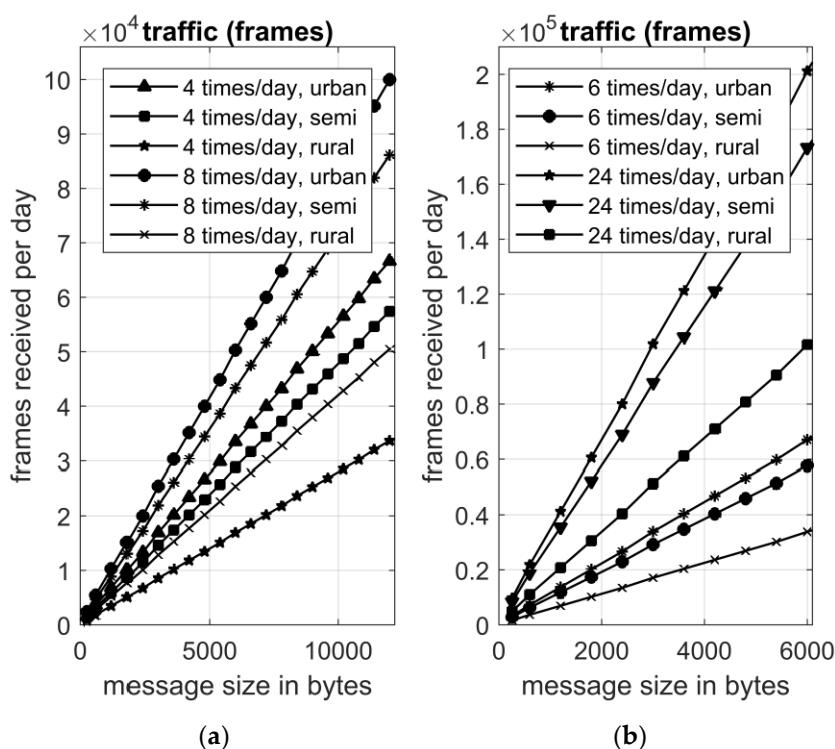 ×10⁴ traffic (frames)
10
9
8
7
6
5
4
3
2
1
0
frames received per day
4 times/day, urban
4 times/day, semi
4 times/day, rural
8 times/day, urban
8 times/day, semi
8 times/day, rural
0 5000 10000
message size in bytes
(a)
×10⁵ traffic (frames)
2
1.8
1.6
1.4
1.2
1
0.8
0.6
0.4
0.2
0
frames received per day
6 times/day, urban
6 times/day, semi
6 times/day, rural
24 times/day, urban
24 times/day, semi
24 times/day, rural
0 2000 4000 6000
message size in bytes
(b)